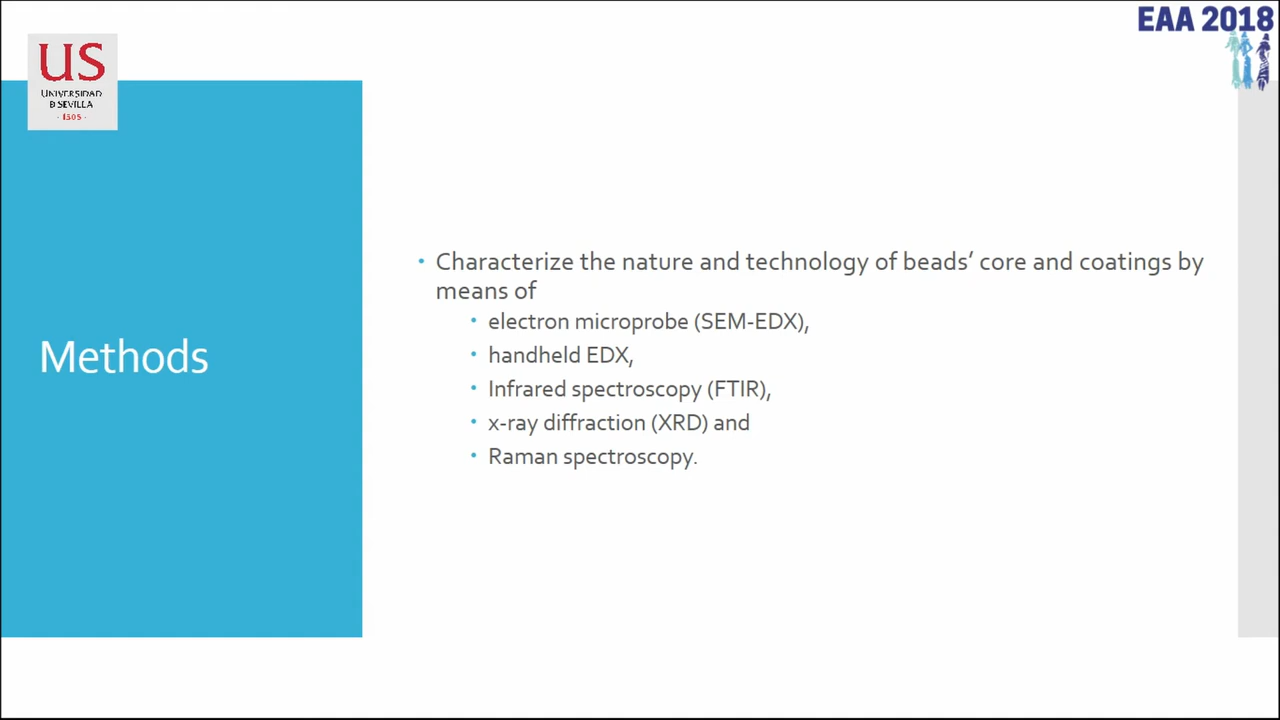 EAA 2018
US
UNIVERSIDAD
D SEVILLA
· 1505 ·
Methods
• Characterize the nature and technology of beads’ core and coatings by
means of
• electron microprobe (SEM-EDX),
• handheld EDX,
• Infrared spectroscopy (FTIR),
• x-ray diffraction (XRD) and
• Raman spectroscopy.